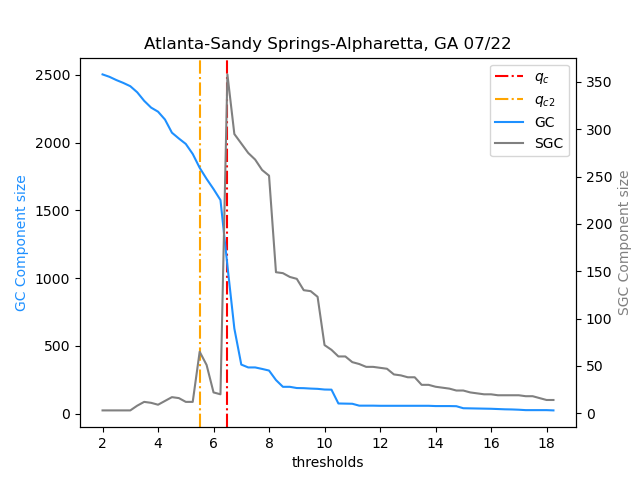 Atlanta-Sandy Springs-Alpharetta, GA 07/22
q_c
q_c2
GC
SGC
GC Component size
2500
2000
1500
1000
500
0
SGC Component size
350
300
250
200
150
100
50
0
2 4 6 8 10 12 14 16 18
thresholds